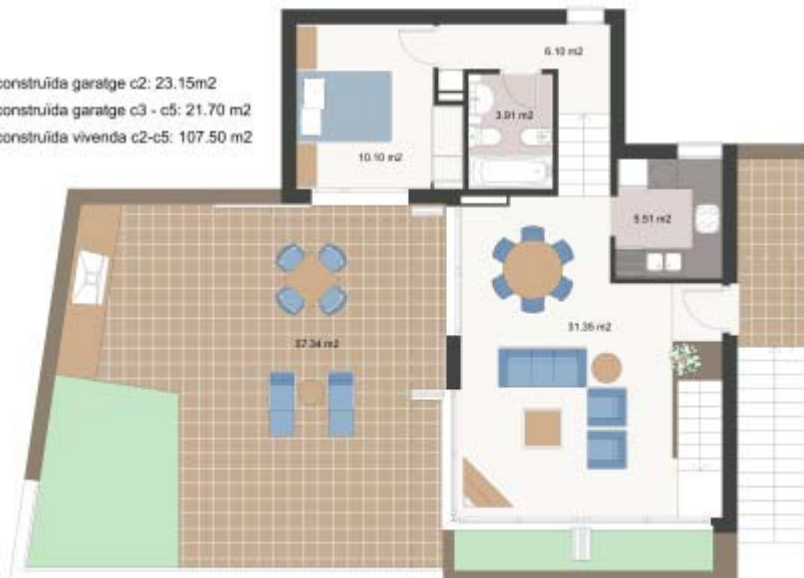 construïda garatge c2: 23.15m2
construïda garatge c3 - c5: 21.70 m2
construïda vivenda c2-c5: 107.50 m2
6.10 m2
3.91 m2
10.10 m2
5.51 m2
31.35 m2
57.34 m2